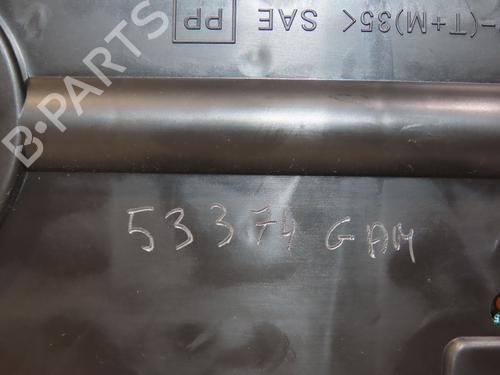 PP
SAE
-(T+M)35<
B-PARTS
53374 GAM